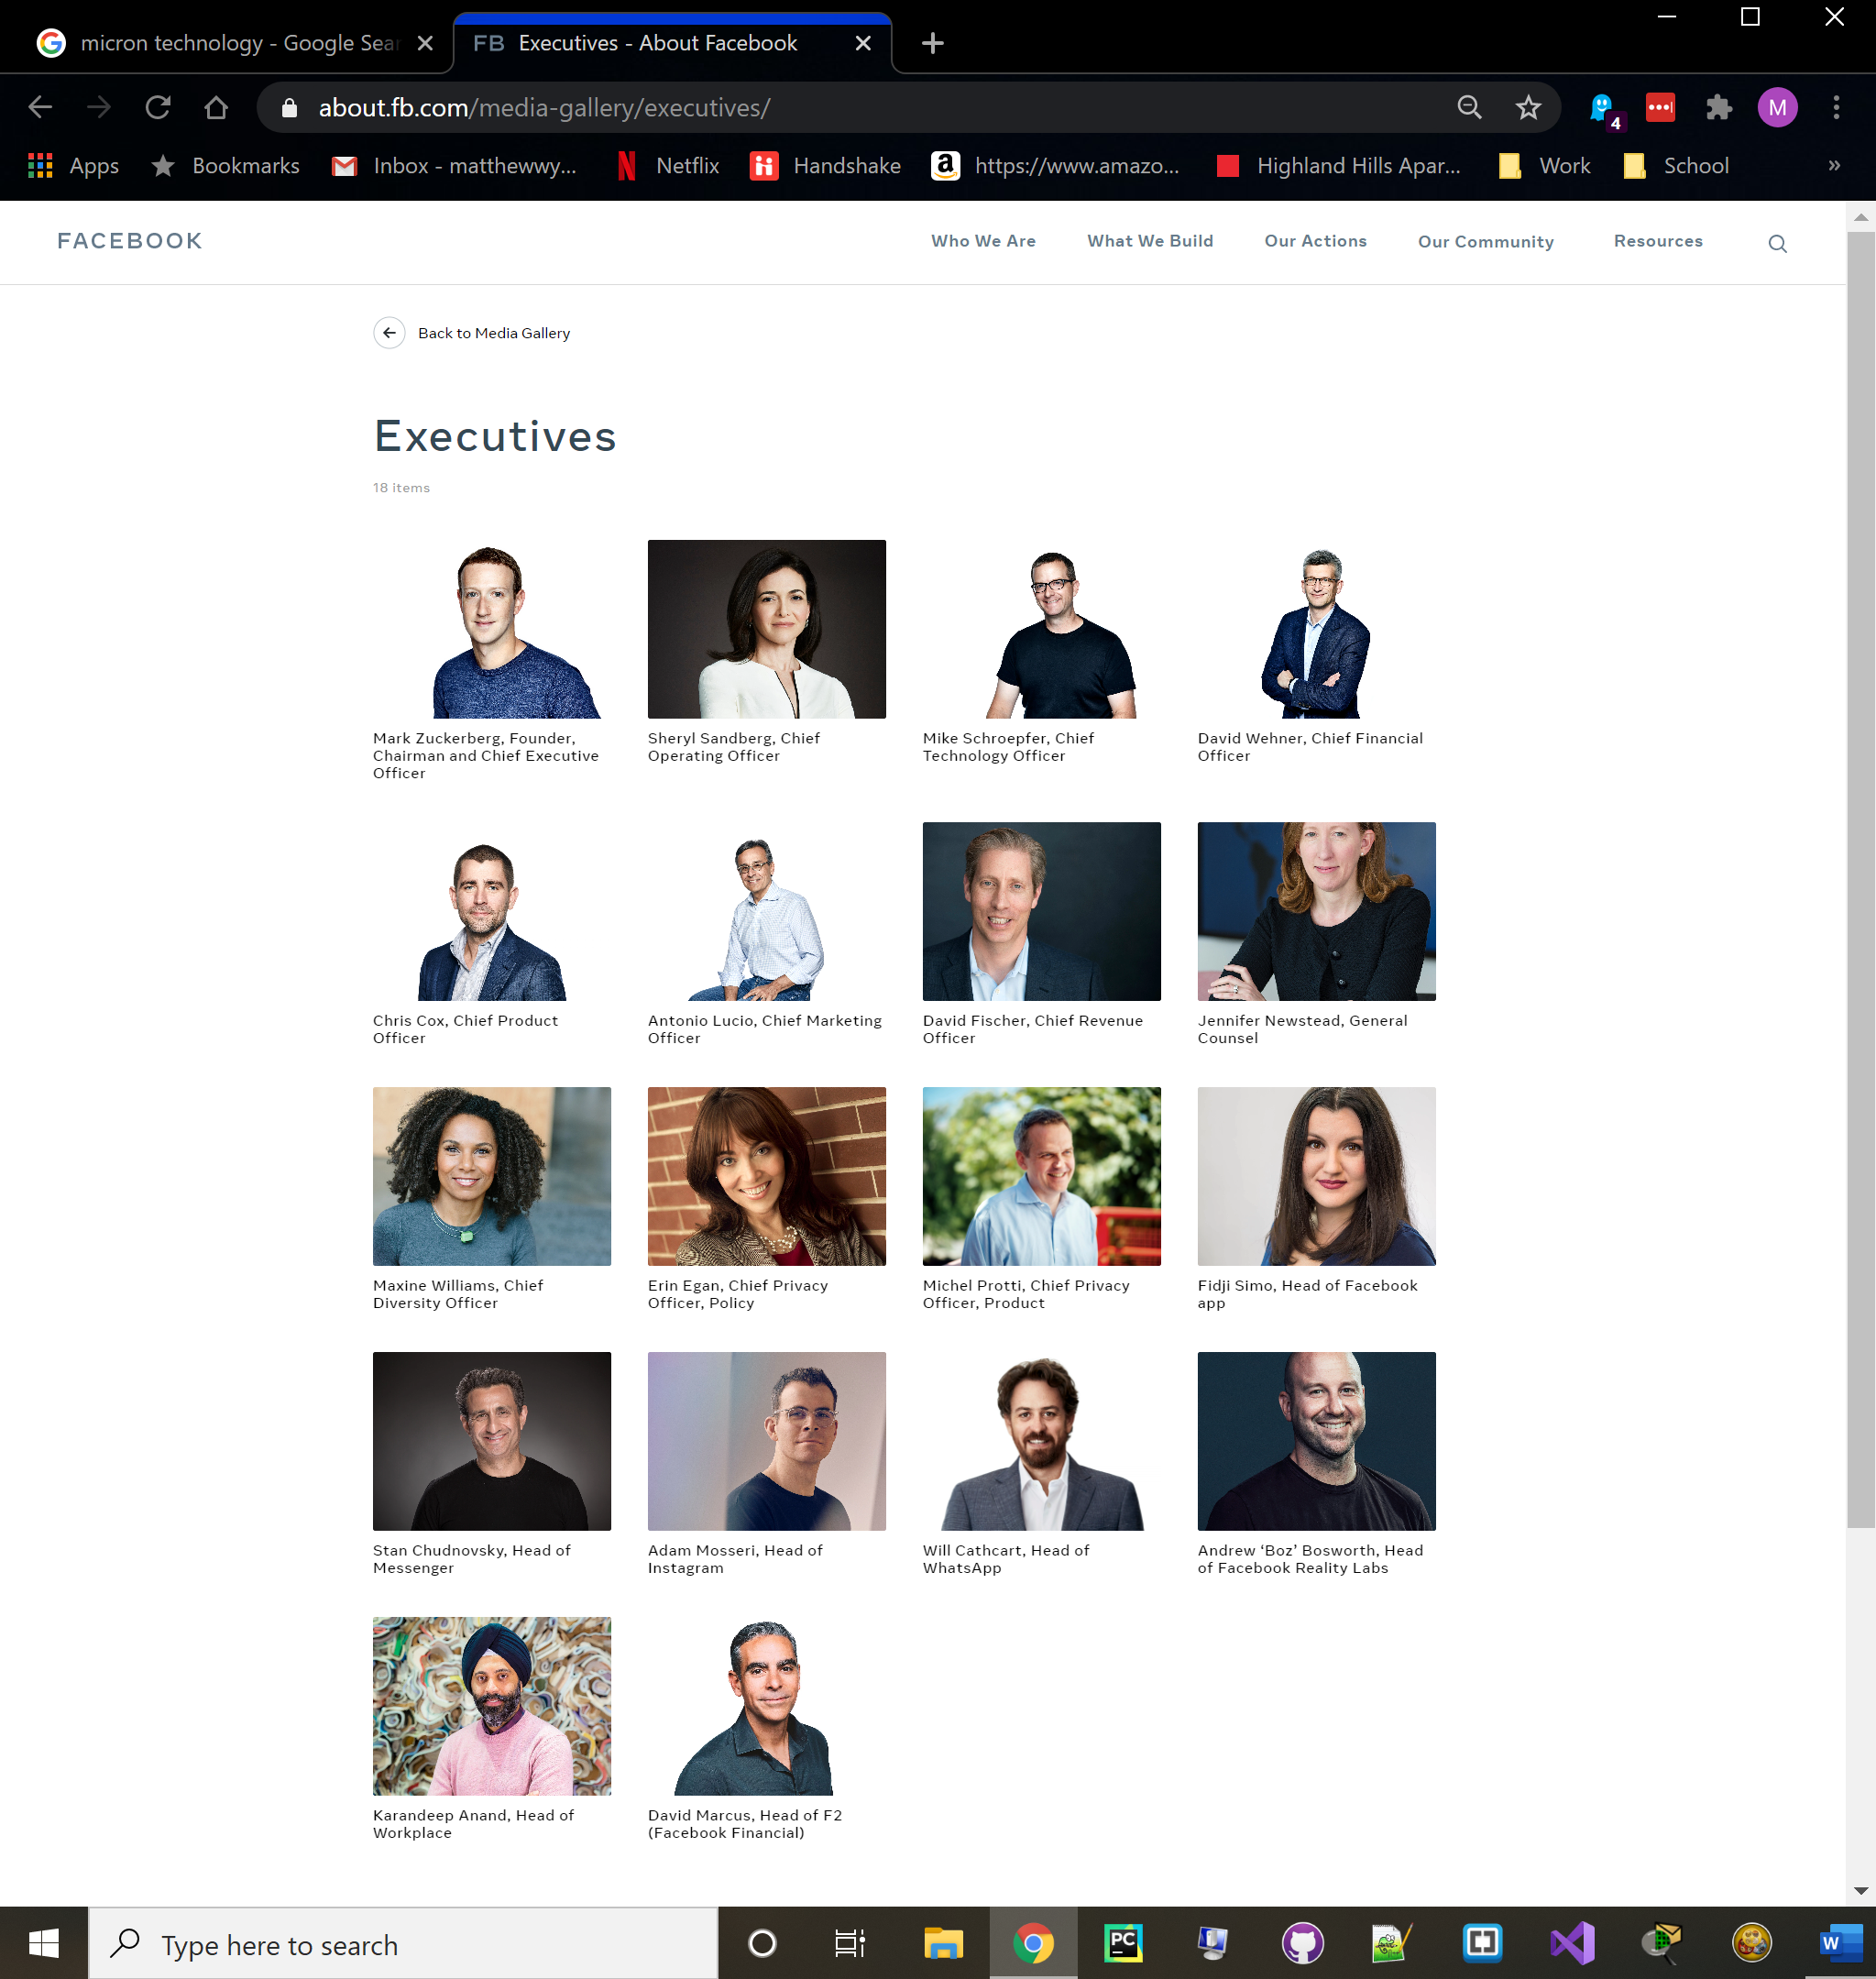 micron technology - Google Sear
FB Executives - About Facebook
about.fb.com/media-gallery/executives/
4
M
Apps
Bookmarks
Inbox - matthewwy...
Netflix
Handshake
https://www.amazo...
Highland Hills Apar...
Work
School
»
FACEBOOK
Who We Are
What We Build
Our Actions
Our Community
Resources
Back to Media Gallery
Executives
18 items
Mark Zuckerberg, Founder,
Chairman and Chief Executive
Officer
Sheryl Sandberg, Chief
Operating Officer
Mike Schroepfer, Chief
Technology Officer
David Wehner, Chief Financial
Officer
Chris Cox, Chief Product
Officer
Antonio Lucio, Chief Marketing
Officer
David Fischer, Chief Revenue
Officer
Jennifer Newstead, General
Counsel
Maxine Williams, Chief
Diversity Officer
Erin Egan, Chief Privacy
Officer, Policy
Michel Protti, Chief Privacy
Officer, Product
Fidji Simo, Head of Facebook
app
Stan Chudnovsky, Head of
Messenger
Adam Mosseri, Head of
Instagram
Will Cathcart, Head of
WhatsApp
Andrew ‘Boz’ Bosworth, Head
of Facebook Reality Labs
Karandeep Anand, Head of
Workplace
David Marcus, Head of F2
(Facebook Financial)
Type here to search
PC
W